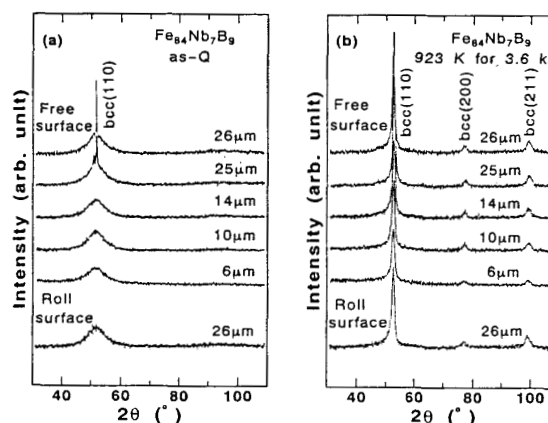 (a)
Fe84Nb7B9
as-Q
bcc(110)
Free
surface
26μm
25μm
14μm
10μm
6μm
Roll
surface
26μm
Intensity (arb. unit)
40 60 80 100
2θ (°)
(b)
Fe84Nb7B9
923 K for 3.6 k
bcc(110)
bcc(200)
bcc(211)
Free
surface
26μm
25μm
14μm
10μm
6μm
Roll
surface
26μm
Intensity (arb. unit)
40 60 80 100
2θ (°)